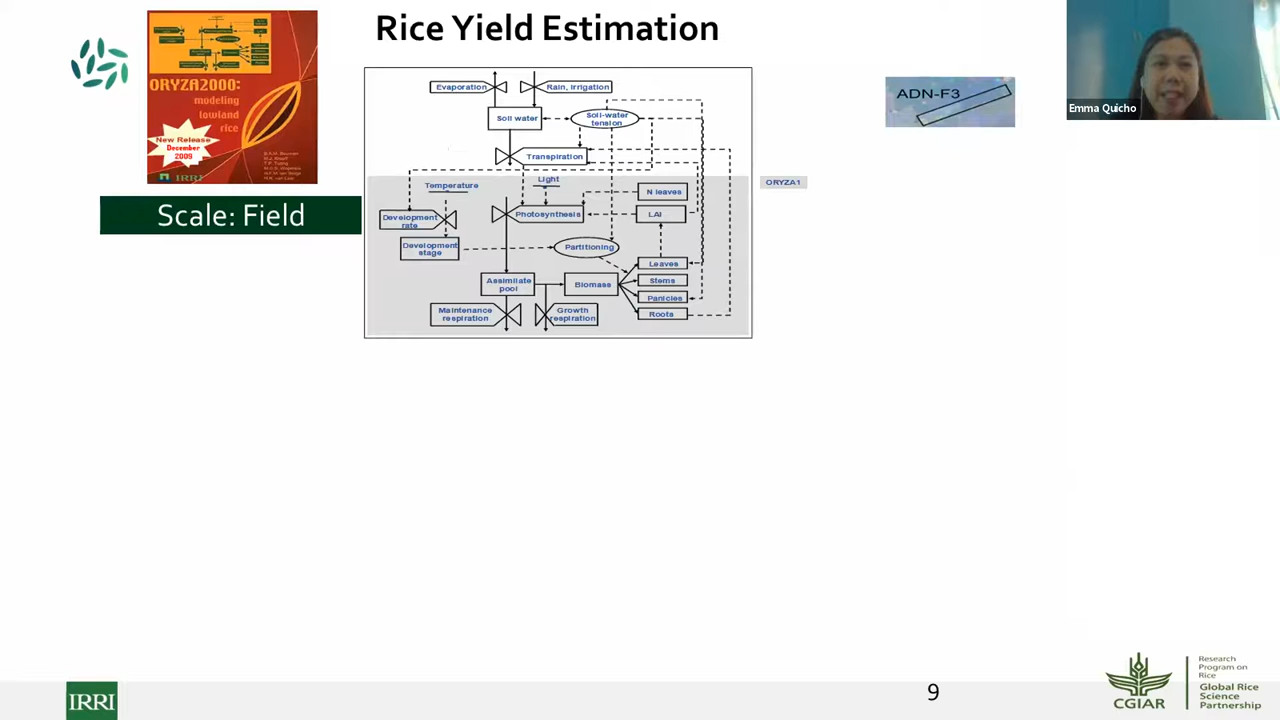 Rice Yield Estimation
ORYZA2000:
modeling
lowland
rice
New Release
December
2009
IRRI
Scale: Field
Evaporation
Rain, irrigation
Soil water
Soil-water
tension
Transpiration
Temperature
Light
N leaves
Development
rate
Photosynthesis
LAI
Development
stage
Partitioning
Leaves
Assimilate
pool
Biomass
Stems
Panicles
Roots
Maintenance
respiration
Growth
respiration
ORYZA1
ADN-F3
Emma Quicho
IRRI
9
CGIAR
Research
Program on
Rice
Global Rice
Science
Partnership